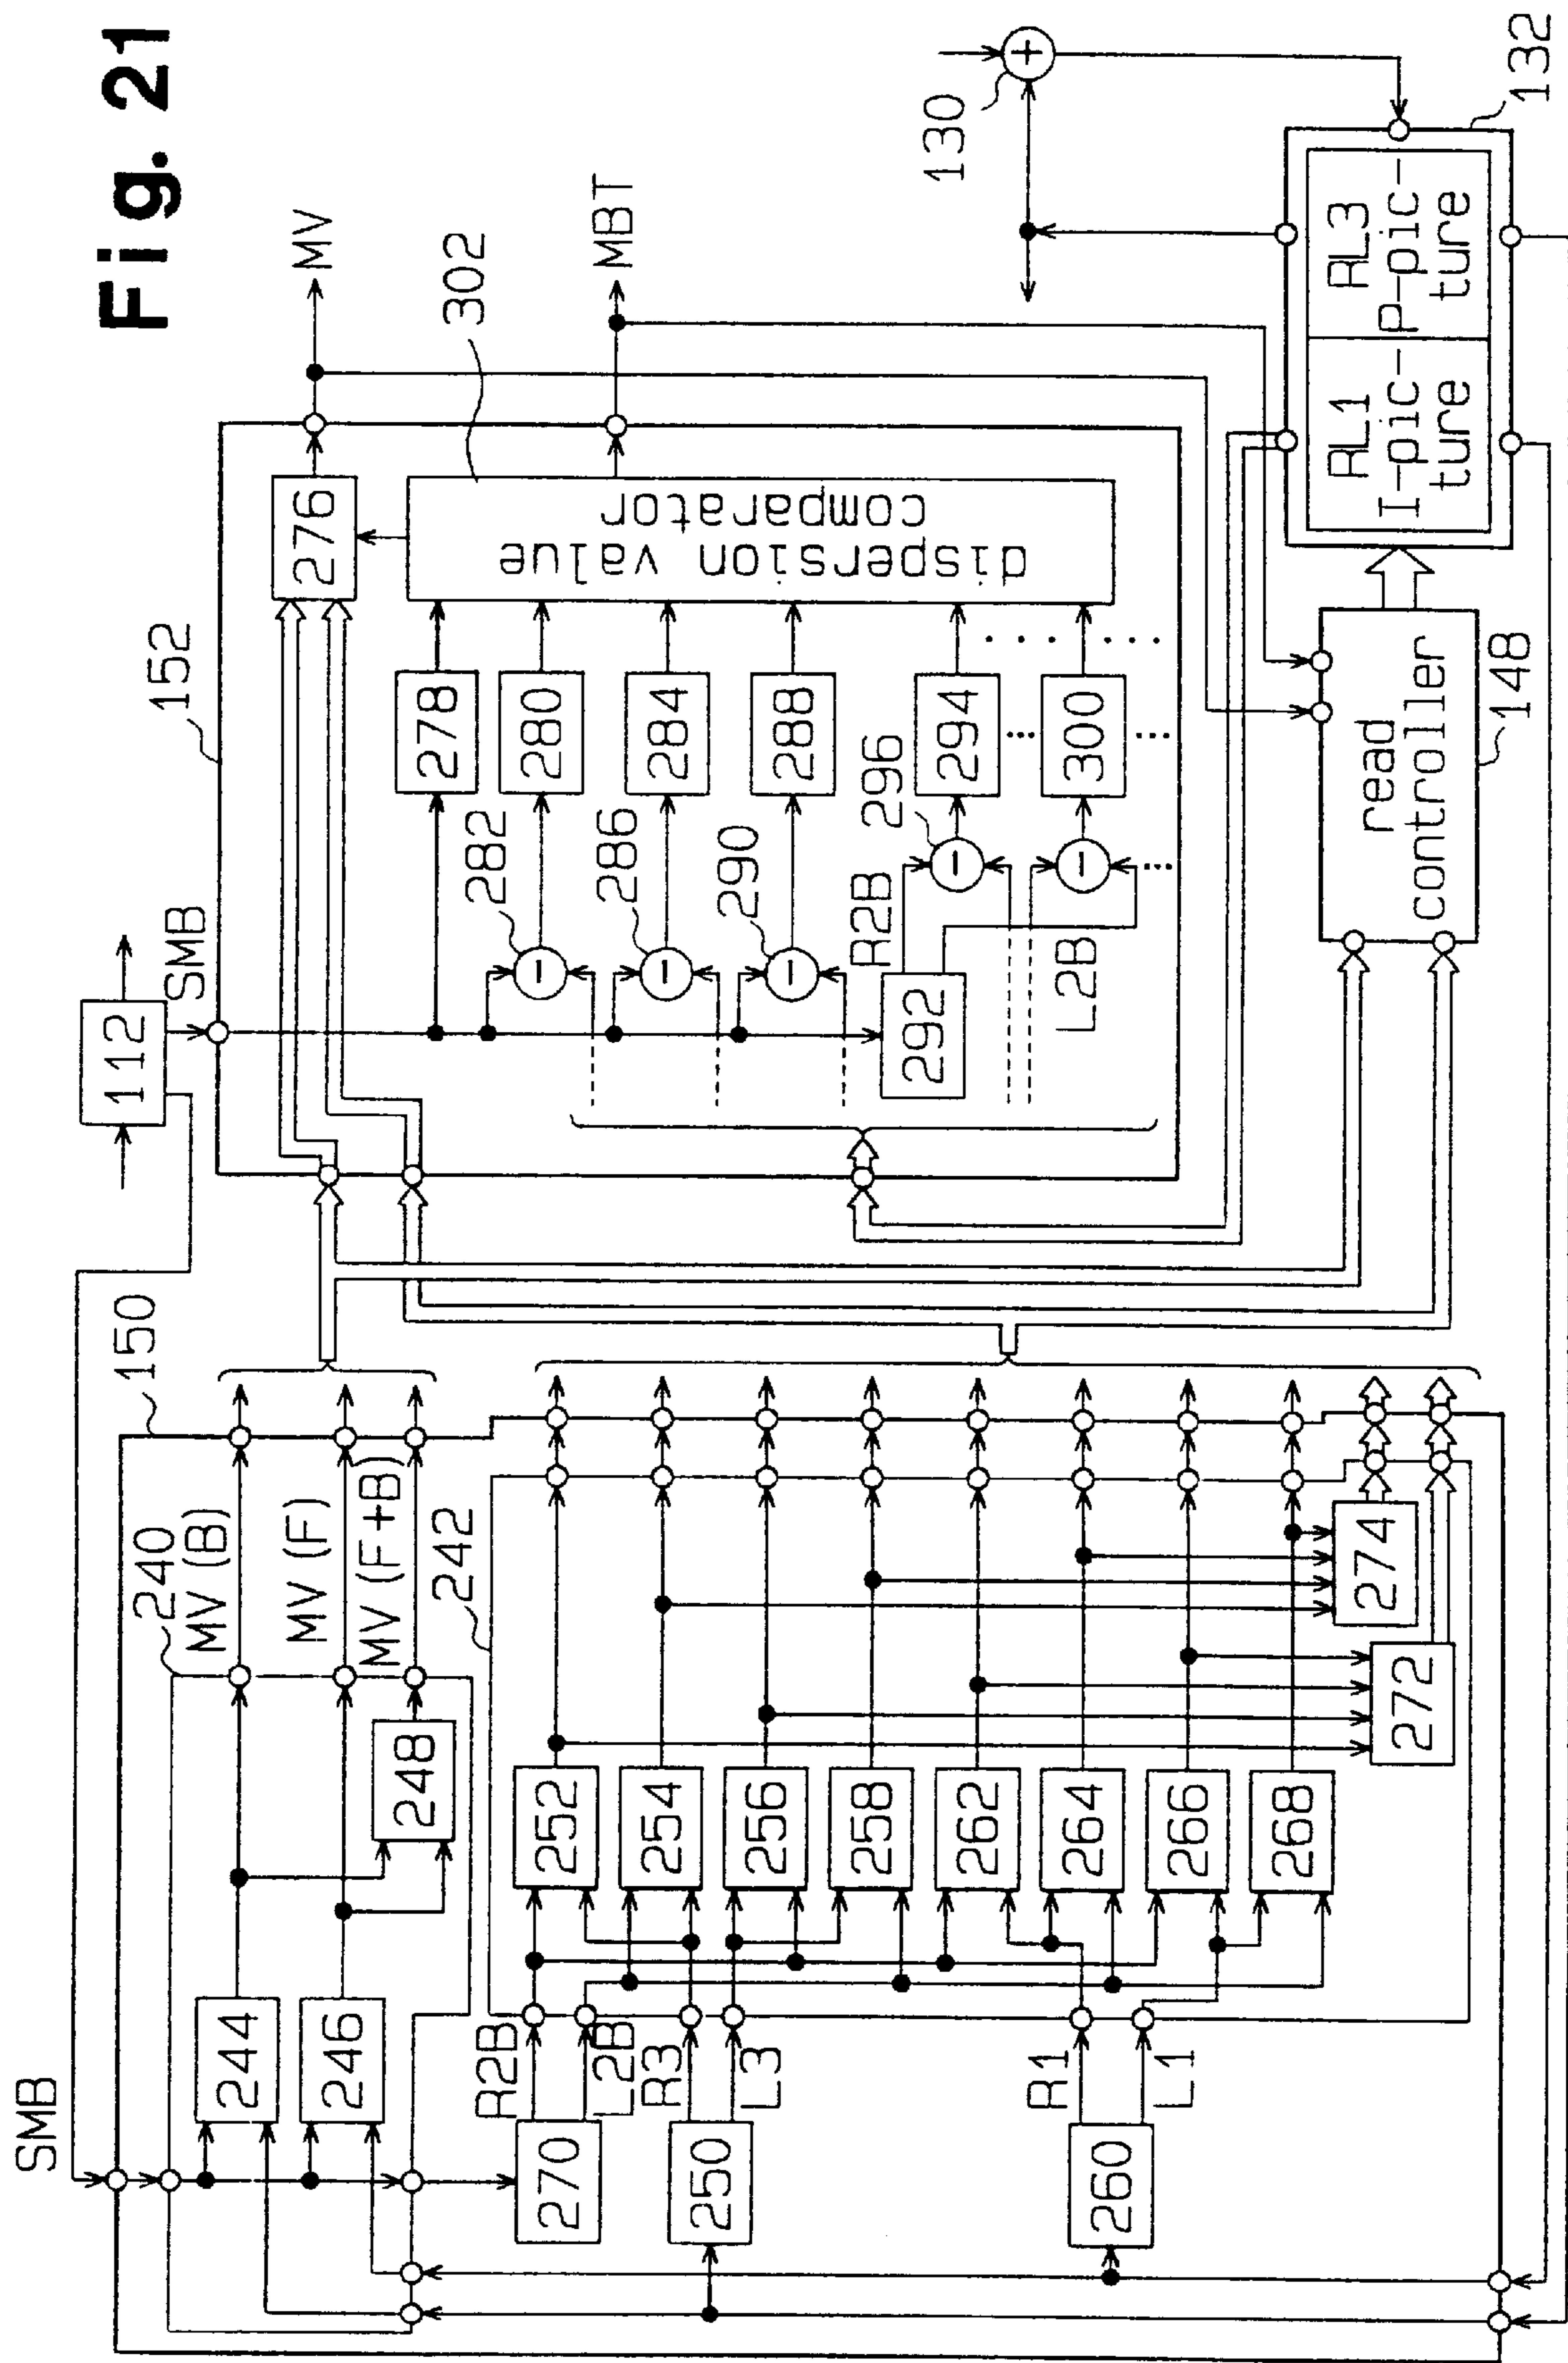 Fig. 21
SMB
150
240
MV (B)
MV (F)
MV (F+B)
242
244
246
248
270
R2B
L2B
250
R3
L3
260
R1
L1
252
254
256
258
262
264
266
268
272
274
112
SMB
152
276
MV
302
MBT
dispersion value
comparator
278
280
282
284
286
288
290
292
R2B
296
294
L2B
300
130
132
RL1
I-pic-
ture
RL3
P-pic-
ture
read
controller
148